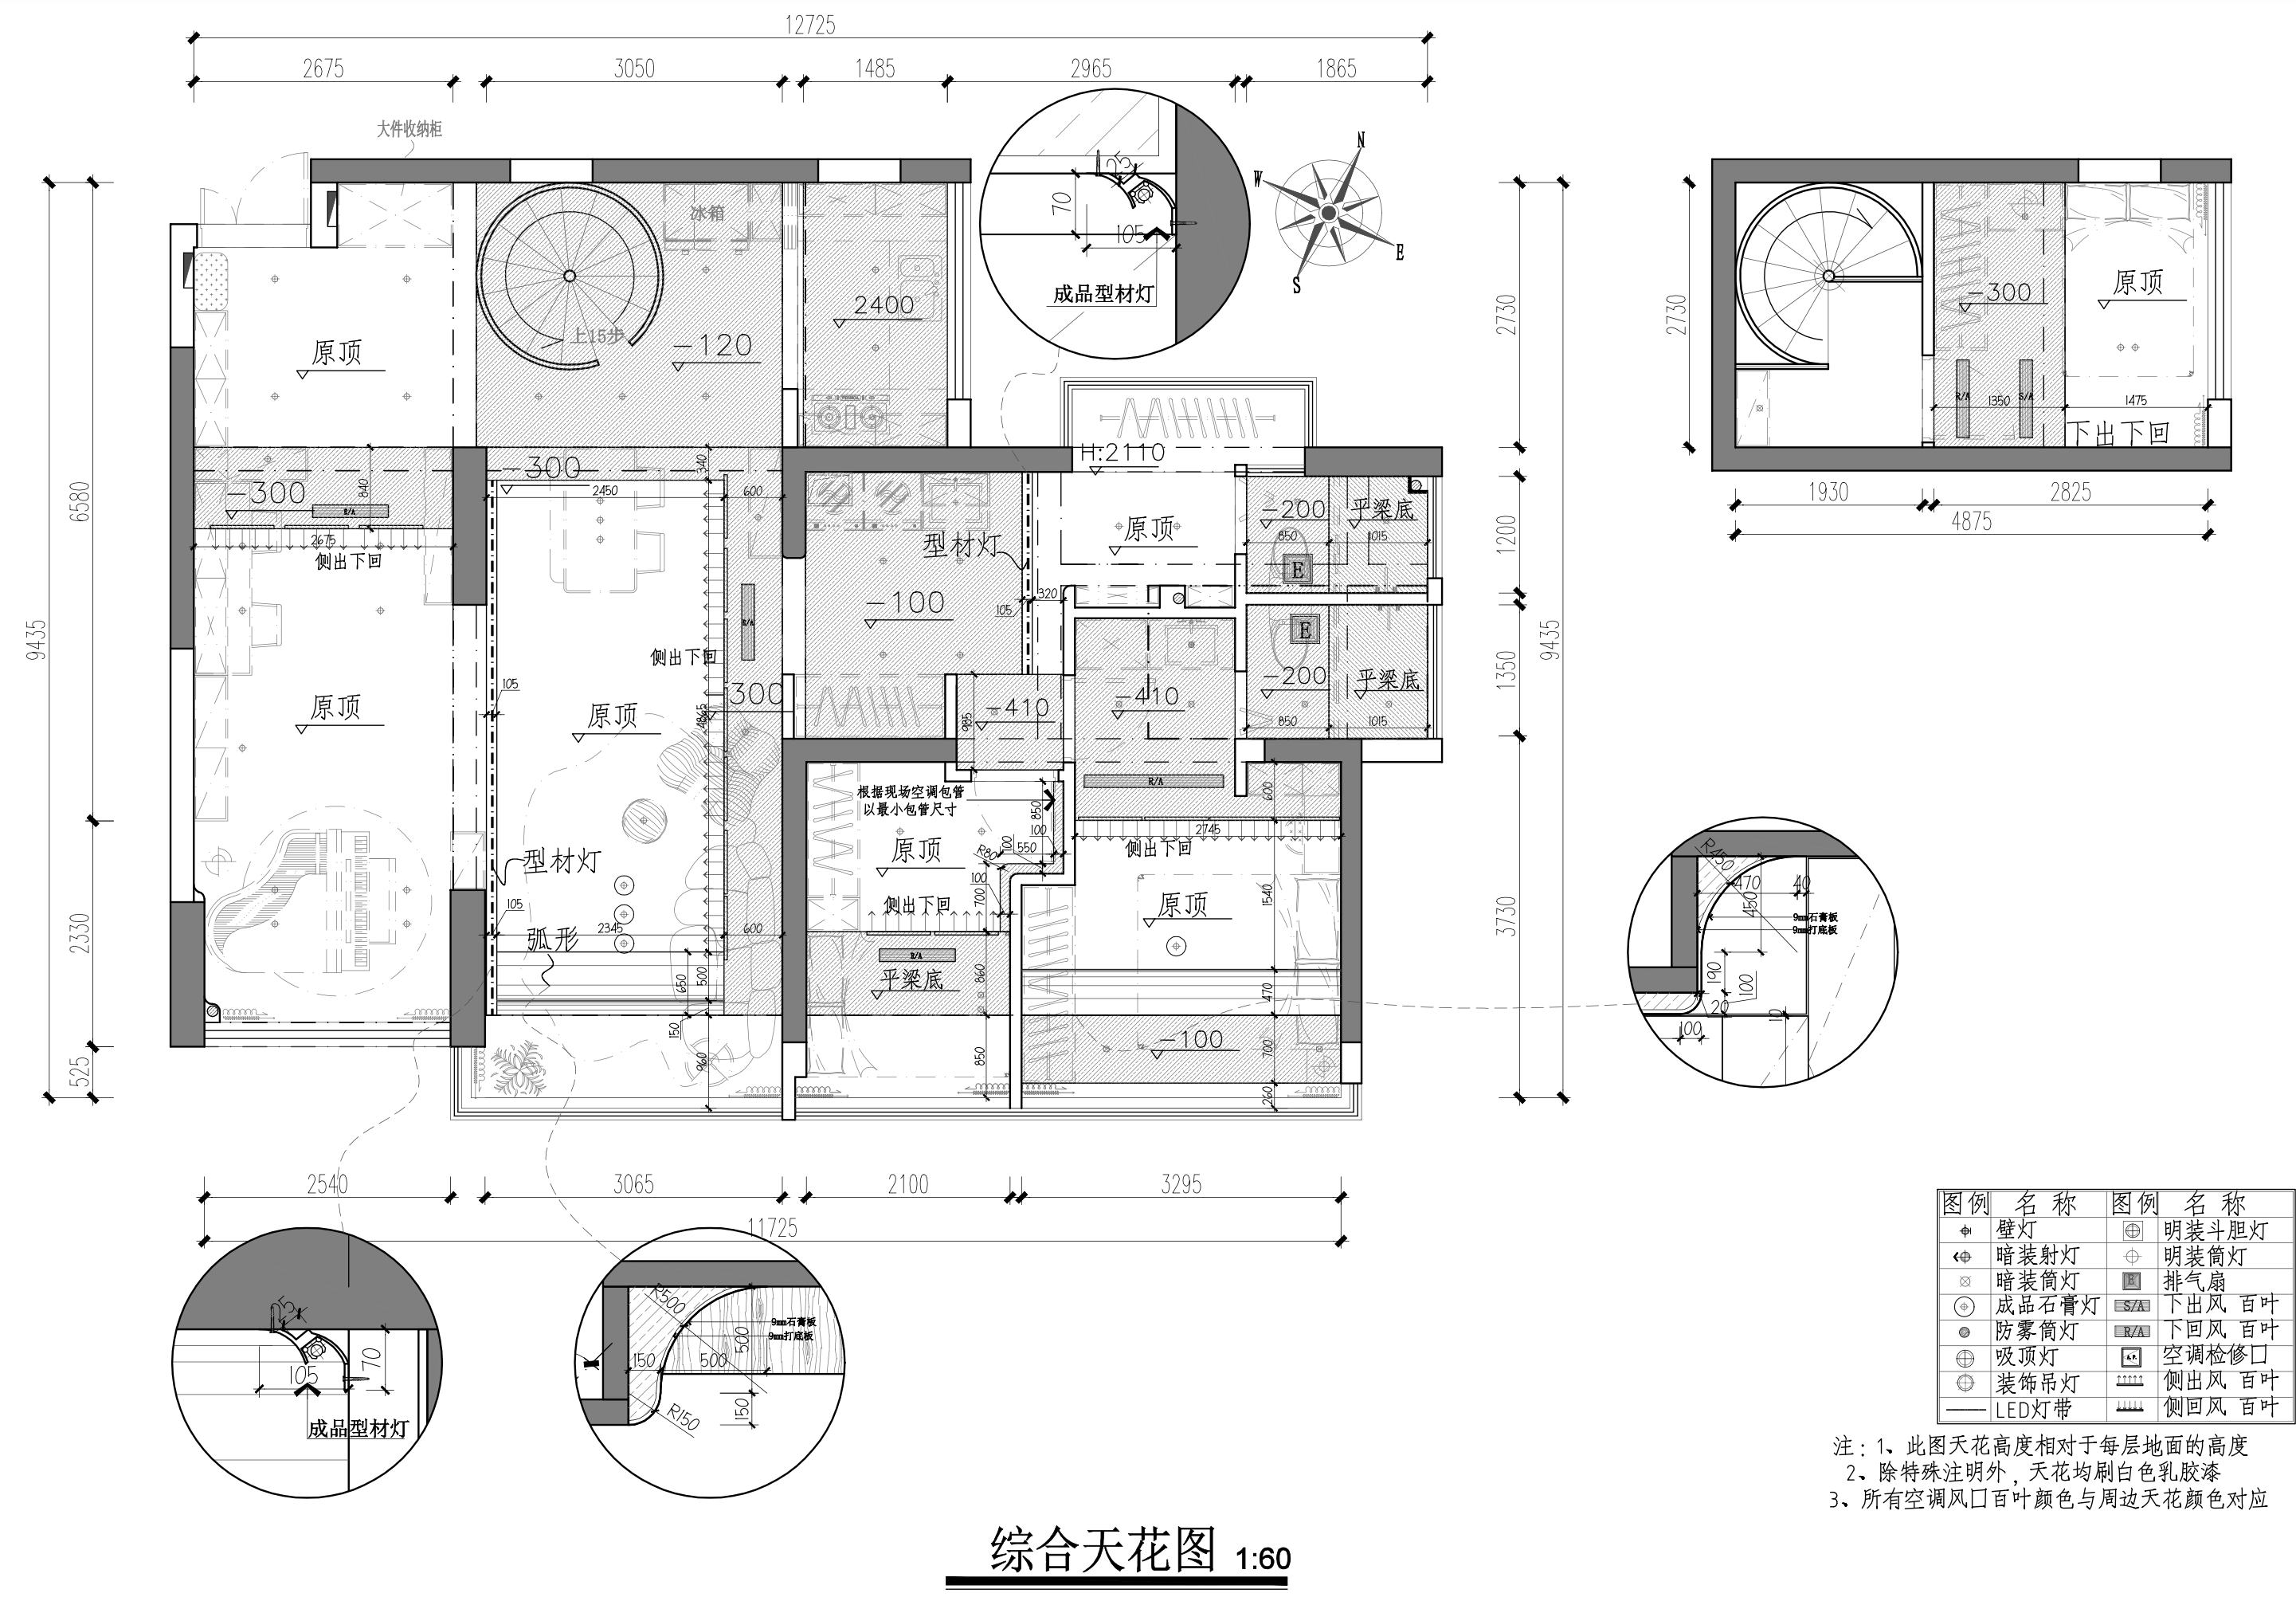 12725
2675
3050
1485
2965
1865
大件收纳柜
冰箱
上15步
原顶
-120
2400
25
70
105
成品型材灯
N
W
E
S
2730
2730
原顶
-300
R/A
S/A
1350
1475
下出下回
1930
2825
4875
9435
6580
2330
525
-300
840
R/A
2675
侧出下回
-300
340
2450
600
H:2110
原顶
-200
平梁底
850
1015
E
1200
型材灯
-100
105
320
E
-200
平梁底
850
1015
1350
9435
3730
R/A
侧出下回
300
4865
105
原顶
原顶
985
-410
-410
R/A
600
根据现场空调包管
以最小包管尺寸
850
100
100
550
R80
原顶
2745
侧出下回
型材灯
100
700
侧出下回
1540
原顶
105
弧形
2345
600
R/A
平梁底
860
650
500
470
150
960
850
-100
700
260
R450
470
40
450
9mm石膏板
9mm打底板
190
100
20
10
100
2540
3065
2100
3295
11725
25
70
105
成品型材灯
R500
9mm石膏板
9mm打底板
500
150
500
150
R150
图例 名 称 图例 名 称
壁灯 明装斗胆灯
暗装射灯 明装筒灯
暗装筒灯 E 排气扇
成品石膏灯 S/A 下出风 百叶
防雾筒灯 R/A 下回风 百叶
吸顶灯 A.P. 空调检修口
装饰吊灯 侧出风 百叶
LED灯带 侧回风 百叶
注：1、此图天花高度相对于每层地面的高度
2、除特殊注明外，天花均刷白色乳胶漆
3、所有空调风口百叶颜色与周边天花颜色对应
综合天花图 1:60